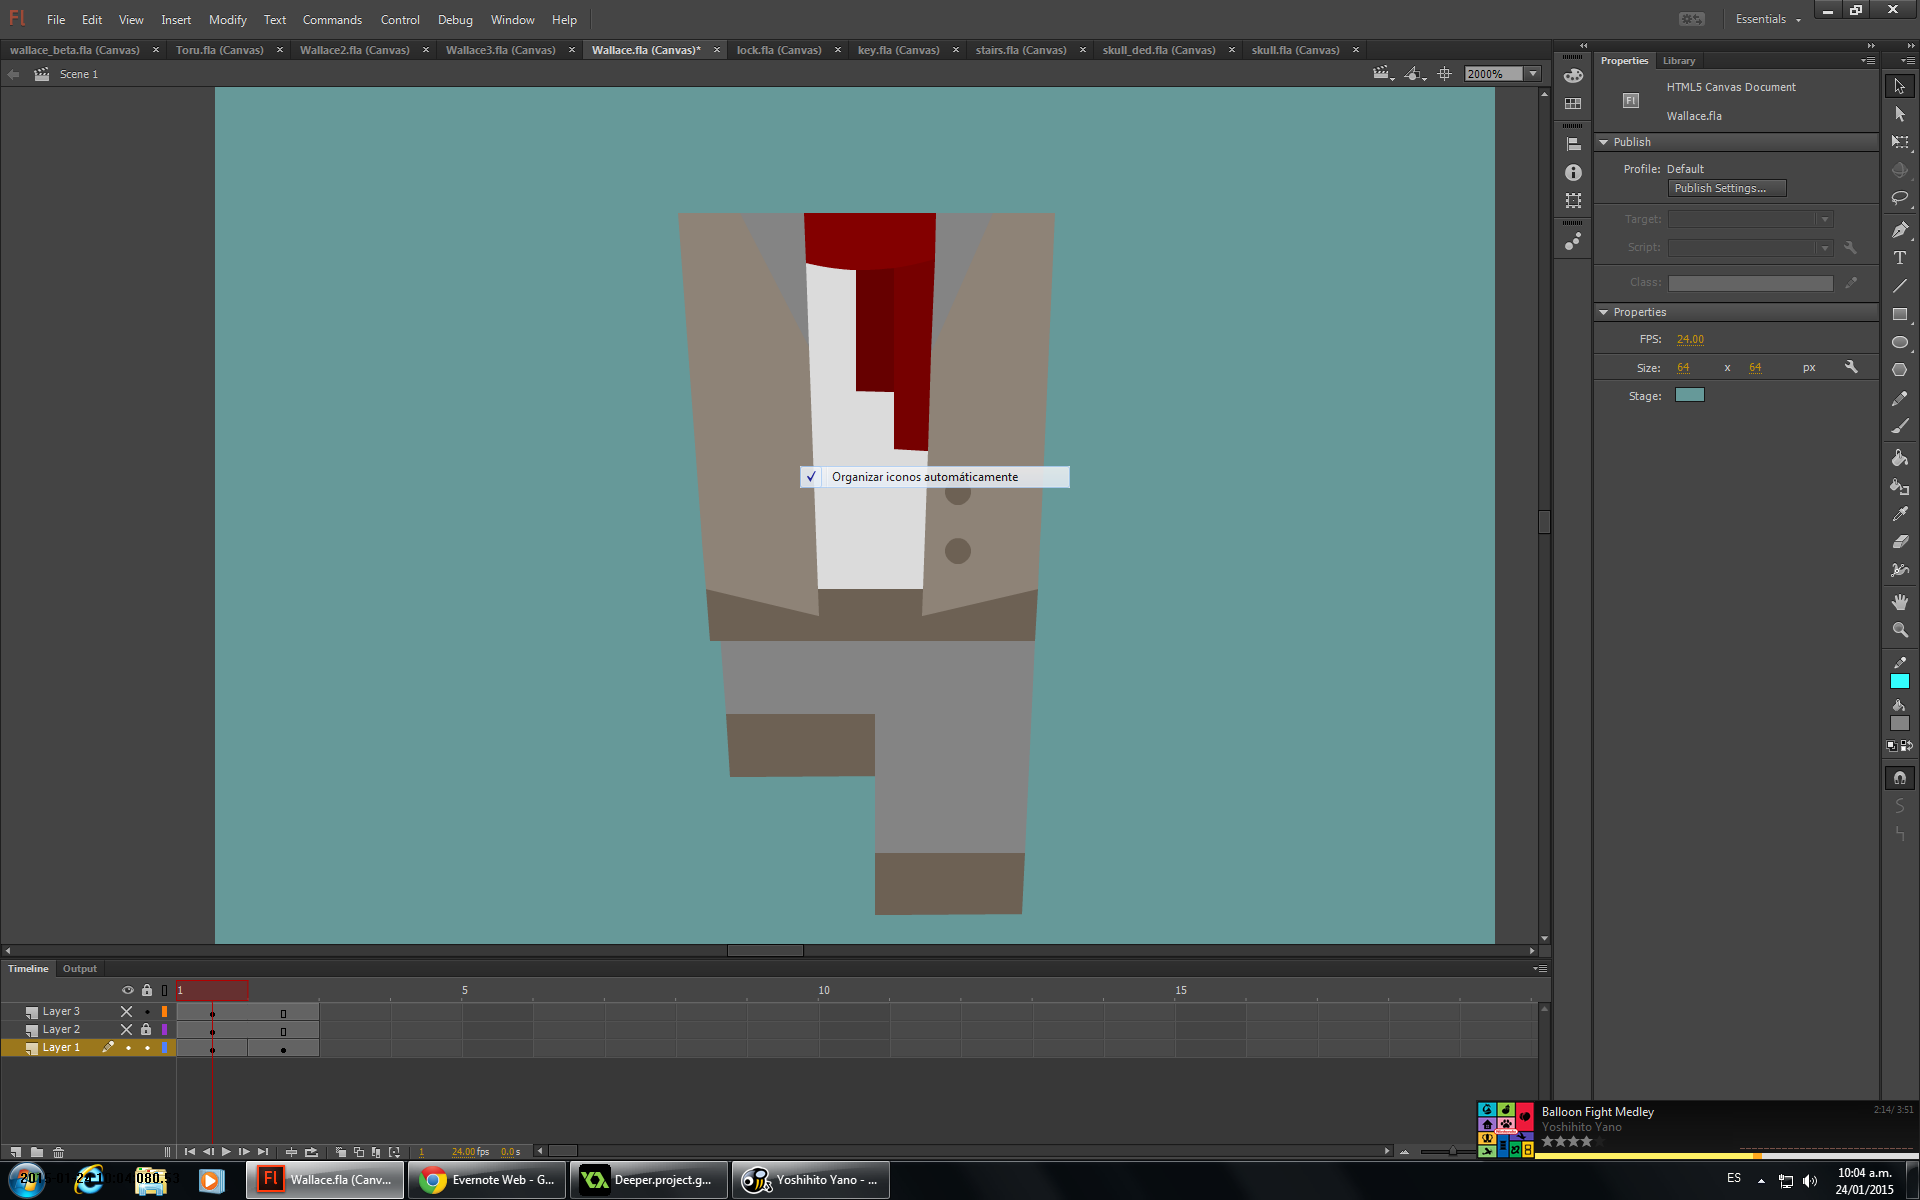 Fl File Edit View Insert Modify Text Commands Control Debug Window Help Essentials
wallace_beta.fla (Canvas) × Toru.fla (Canvas) × Wallace2.fla (Canvas) × Wallace3.fla (Canvas) × Wallace.fla (Canvas)* × lock.fla (Canvas) × key.fla (Canvas) × stairs.fla (Canvas) × skull_ded.fla (Canvas) × skull.fla (Canvas) ×
Scene 1 2000%
Properties Library
HTML5 Canvas Document
Fl
Wallace.fla
Publish
Profile: Default
Publish Settings...
Target:
Script:
Class:
Properties
FPS: 24.00
Size: 64 x 64 px
Stage:
✓ Organizar iconos automáticamente
Timeline Output
1 5 10 15
Layer 3
Layer 2
Layer 1
1 24.00 fps 0.0 s
Balloon Fight Medley 2:14/ 3:51
Yoshihito Yano
Wallace.fla (Canv... Evernote Web - G... Deeper.project.g... Yoshihito Yano - ...
ES
10:04 a.m.
24/01/2015